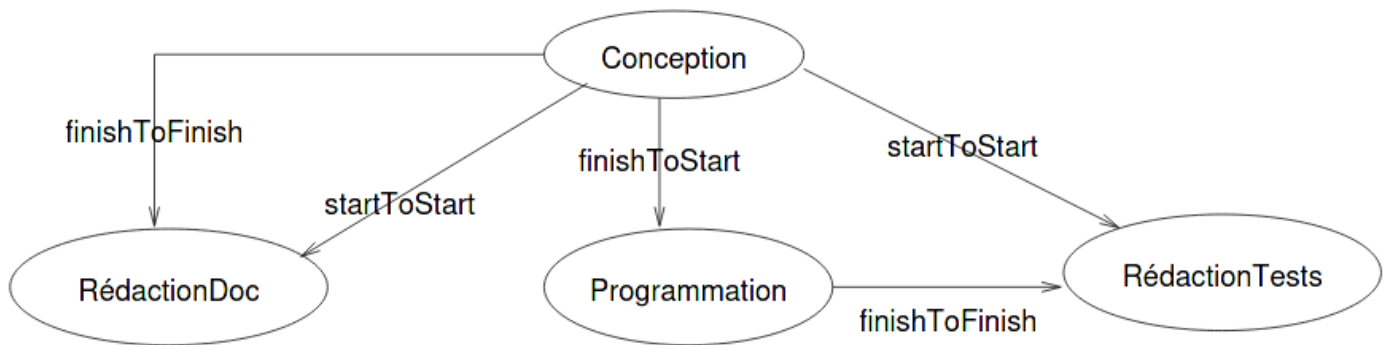 Conception
finishToFinish
finishToStart
startToStart
startToStart
RédactionDoc
Programmation
RédactionTests
finishToFinish